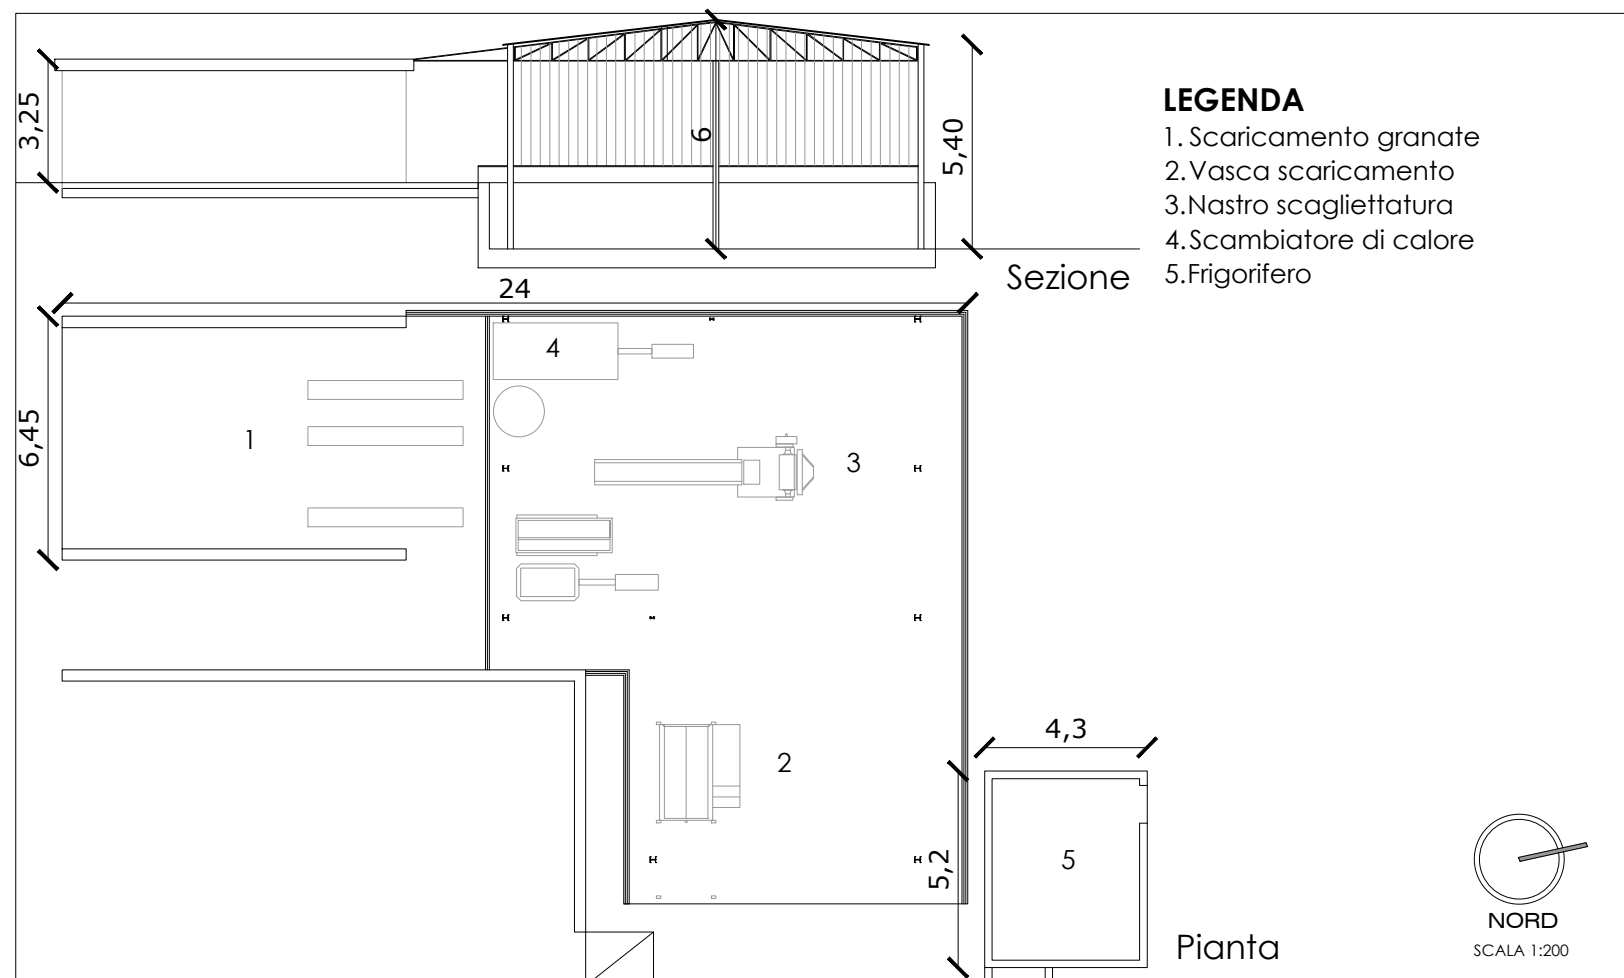 3,25
6
5,40
LEGENDA
1. Scaricamento granate
2.Vasca scaricamento
3.Nastro scagliettatura
4.Scambiatore di calore
5.Frigorifero
Sezione
24
4
6,45
1
3
4,3
2
5,2
5
Pianta
NORD
SCALA 1:200